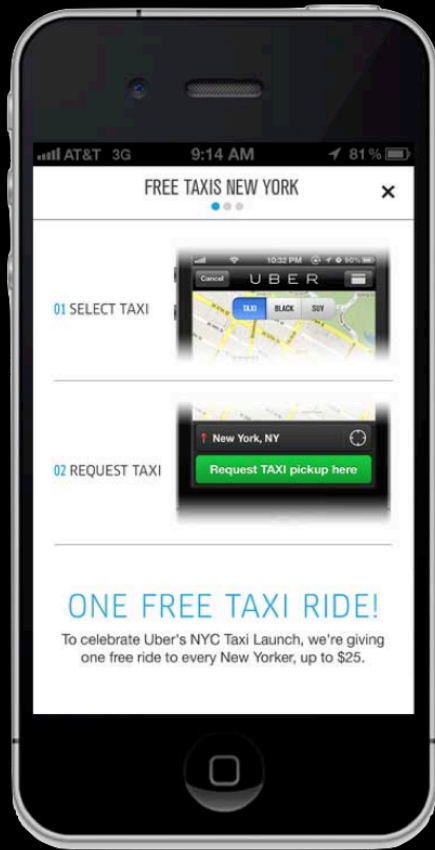 AT&T 3G 9:14 AM 81%
FREE TAXIS NEW YORK ×
10:32 PM 90%
Cancel UBER
01 SELECT TAXI
TAXI BLACK SUV
New York, NY
02 REQUEST TAXI
Request TAXI pickup here
ONE FREE TAXI RIDE!
To celebrate Uber's NYC Taxi Launch, we're giving
one free ride to every New Yorker, up to $25.